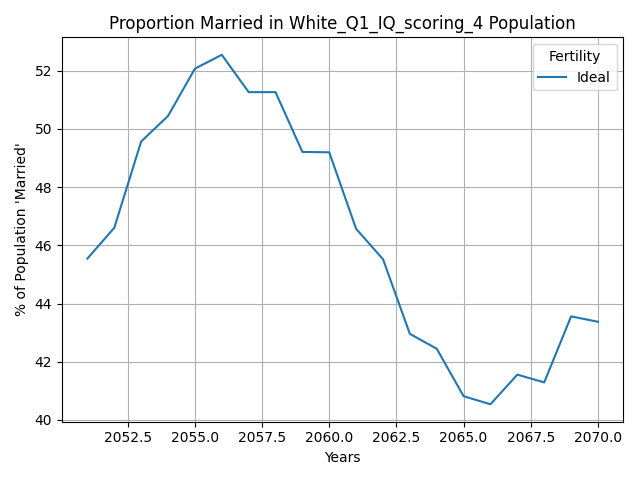 Proportion Married in White_Q1_IQ_scoring_4 Population
Fertility
Ideal
% of Population 'Married'
52
50
48
46
44
42
40
2052.5 2055.0 2057.5 2060.0 2062.5 2065.0 2067.5 2070.0
Years